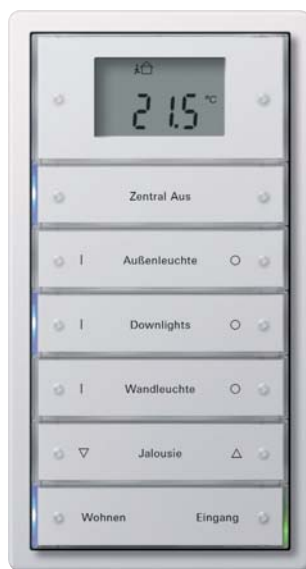 21.5 °C
Zentral Aus
I Außenleuchte O
I Downlights O
I Wandleuchte O
▽ Jalousie △
Wohnen Eingang